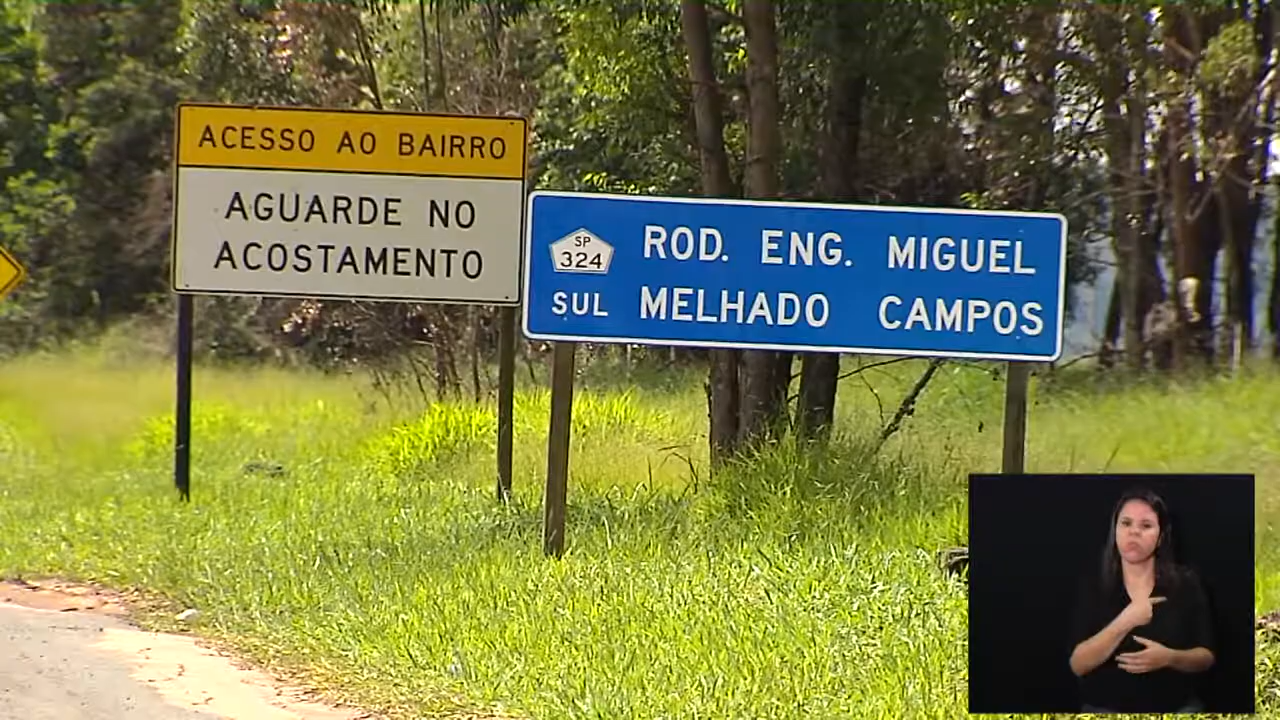 ACESSO AO BAIRRO
AGUARDE NO
ACOSTAMENTO
SP
324
ROD. ENG. MIGUEL
SUL MELHADO CAMPOS